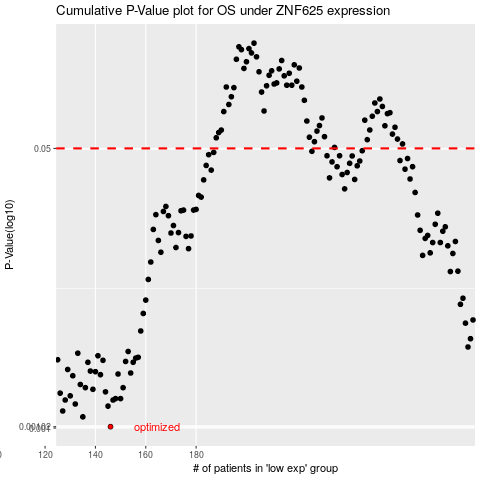 Cumulative P-Value plot for OS under ZNF625 expression
P-Value(log10)
0.05
optimized
0 120 140 160 180
# of patients in 'low exp' group